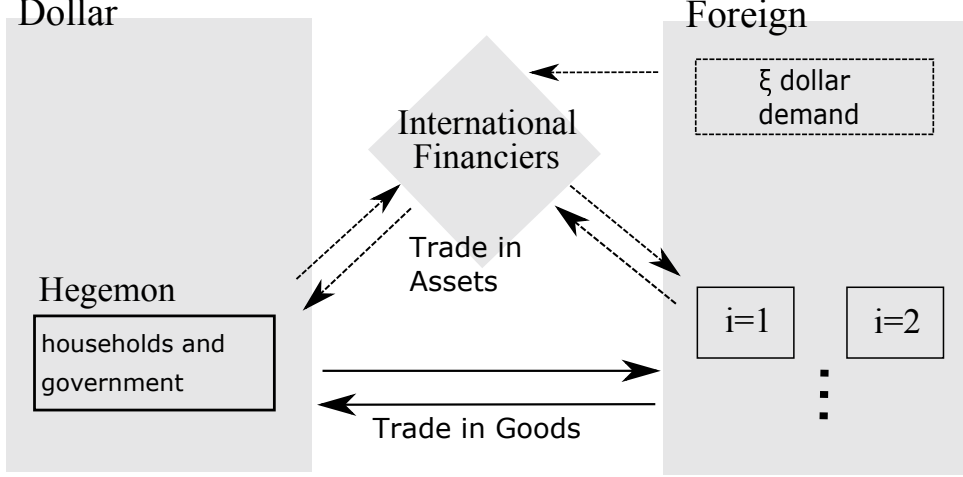 Dollar
Foreign
ξ dollar
demand
International
Financiers
Trade in
Assets
Hegemon
households and
government
i=1
i=2
Trade in Goods